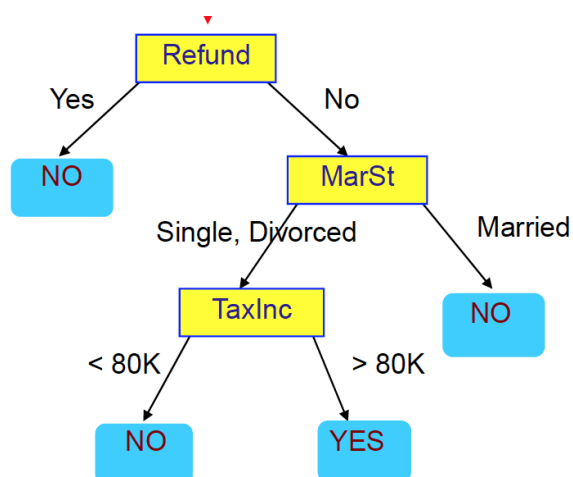 Refund
Yes
No
NO
MarSt
Single, Divorced
Married
TaxInc
NO
< 80K
> 80K
NO
YES